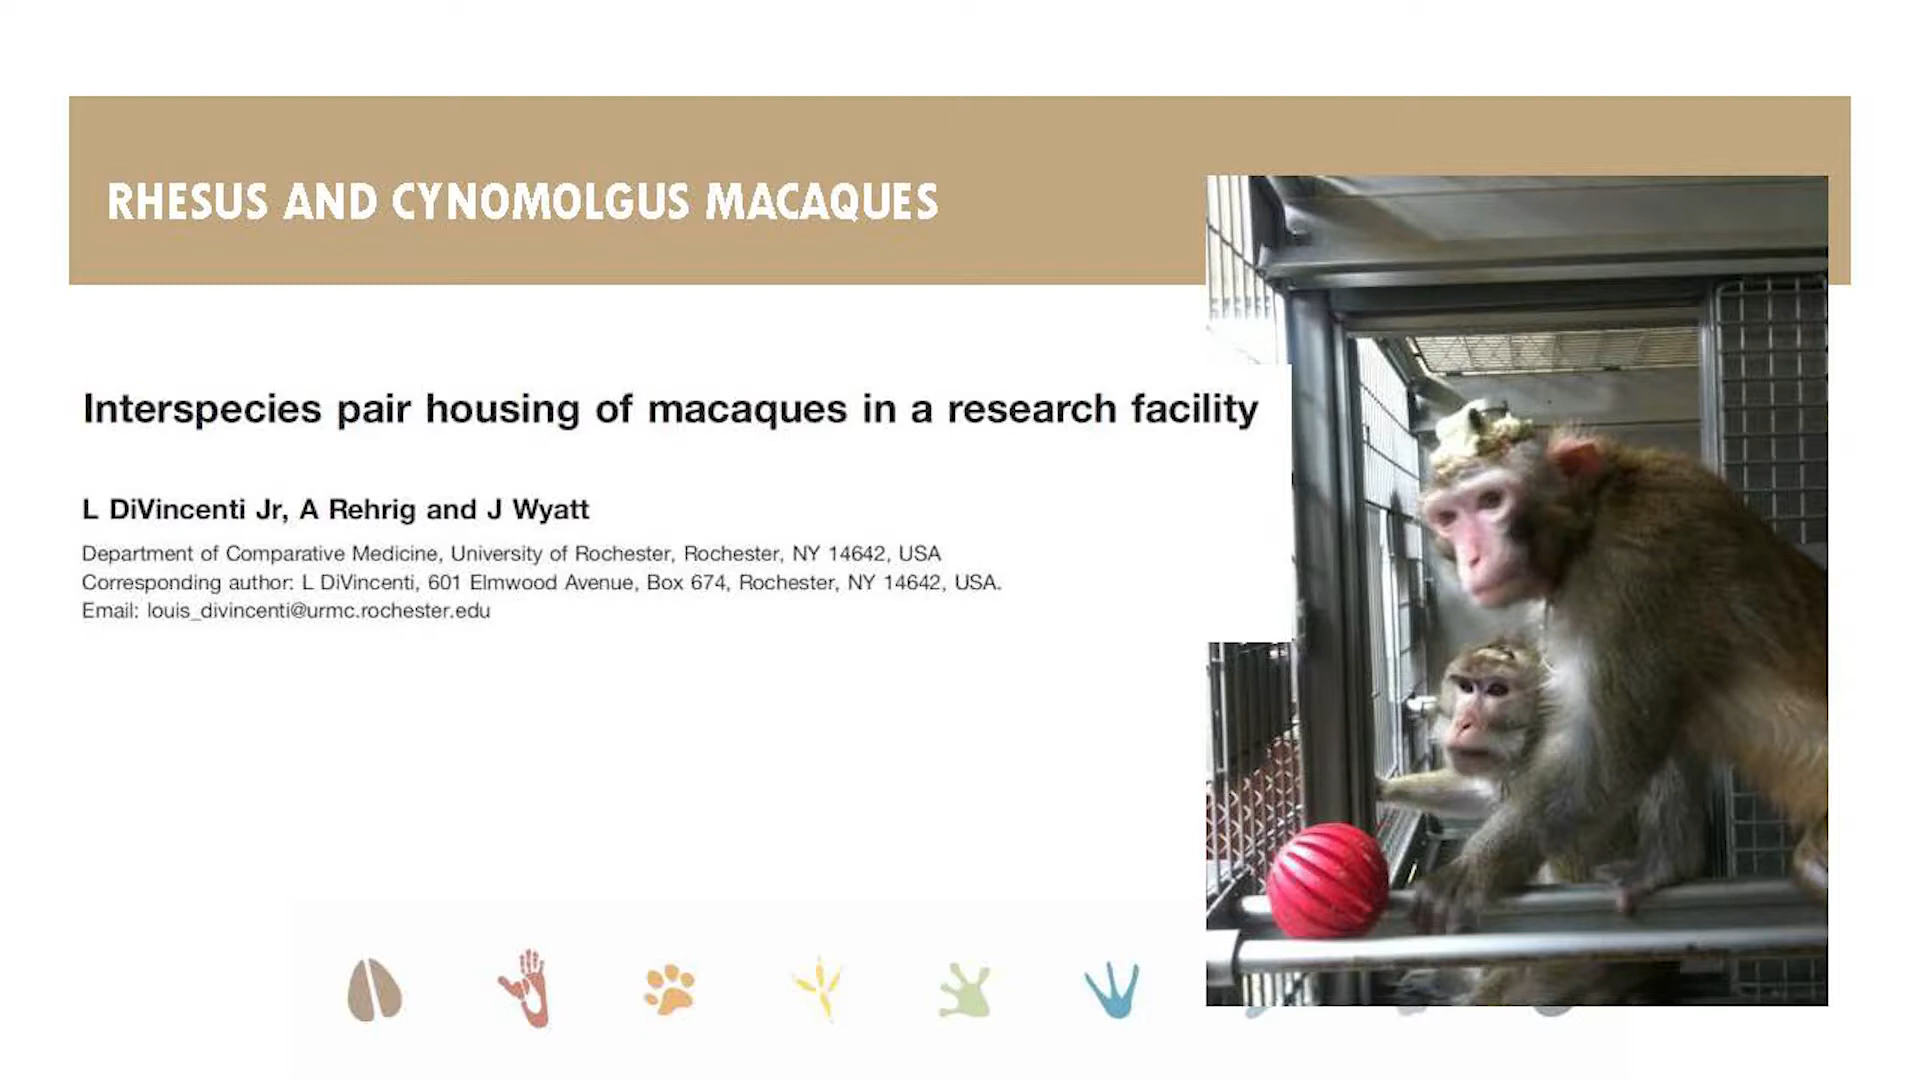 RHESUS AND CYNOMOLGUS MACAQUES
Interspecies pair housing of macaques in a research facility
L DiVincenti Jr, A Rehrig and J Wyatt
Department of Comparative Medicine, University of Rochester, Rochester, NY 14642, USA
Corresponding author: L DiVincenti, 601 Elmwood Avenue, Box 674, Rochester, NY 14642, USA.
Email: louis_divincenti@urmc.rochester.edu